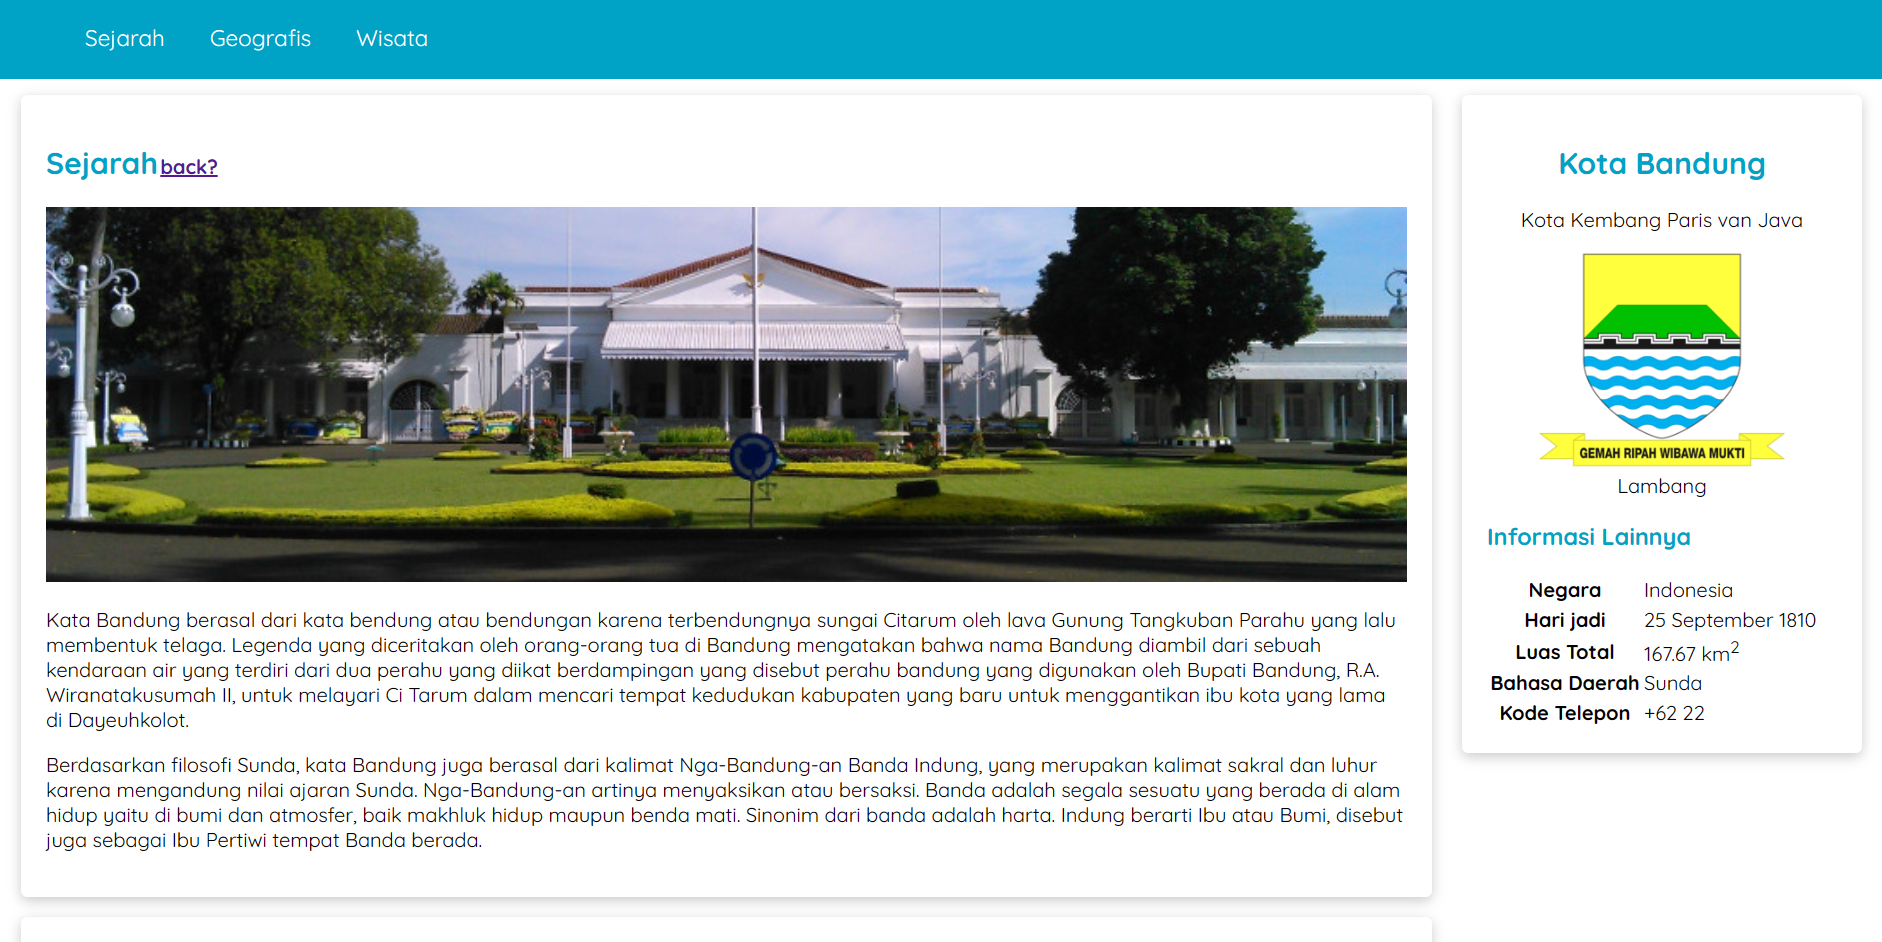 Sejarah Geografis Wisata
Sejarah back?
Kata Bandung berasal dari kata bendung atau bendungan karena terbendungnya sungai Citarum oleh lava Gunung Tangkuban Parahu yang lalu
membentuk telaga. Legenda yang diceritakan oleh orang-orang tua di Bandung mengatakan bahwa nama Bandung diambil dari sebuah
kendaraan air yang terdiri dari dua perahu yang diikat berdampingan yang disebut perahu bandung yang digunakan oleh Bupati Bandung, R.A.
Wiranatakusumah II, untuk melayari Ci Tarum dalam mencari tempat kedudukan kabupaten yang baru untuk menggantikan ibu kota yang lama
di Dayeuhkolot.
Berdasarkan filosofi Sunda, kata Bandung juga berasal dari kalimat Nga-Bandung-an Banda Indung, yang merupakan kalimat sakral dan luhur
karena mengandung nilai ajaran Sunda. Nga-Bandung-an artinya menyaksikan atau bersaksi. Banda adalah segala sesuatu yang berada di alam
hidup yaitu di bumi dan atmosfer, baik makhluk hidup maupun benda mati. Sinonim dari banda adalah harta. Indung berarti Ibu atau Bumi, disebut
juga sebagai Ibu Pertiwi tempat Banda berada.
Kota Bandung
Kota Kembang Paris van Java
GEMAH RIPAH WIBAWA MUKTI
Lambang
Informasi Lainnya
Negara Indonesia
Hari jadi 25 September 1810
Luas Total 167.67 km²
Bahasa Daerah Sunda
Kode Telepon +62 22